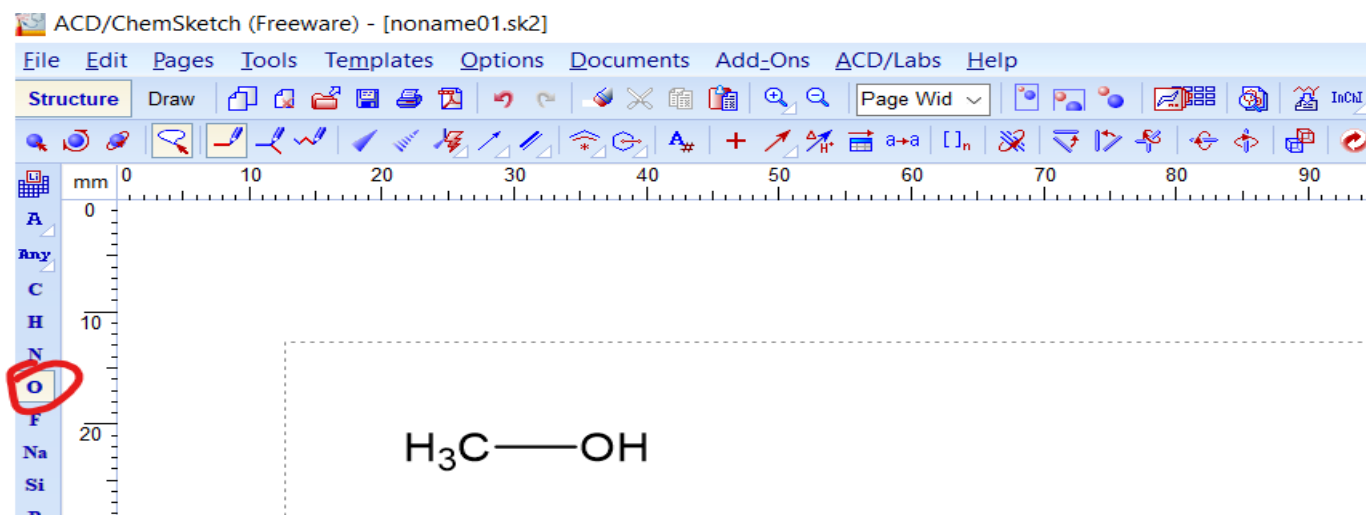 ACD/ChemSketch (Freeware) - [noname01.sk2]
File Edit Pages Tools Templates Options Documents Add-Ons ACD/Labs Help
Structure Draw Page Wid InChI
A# + H⁺ a→a []n
Li mm 0 10 20 30 40 50 60 70 80 90
0
A
Any
C
H
10
N
O
F
20
Na
H₃C—OH
Si